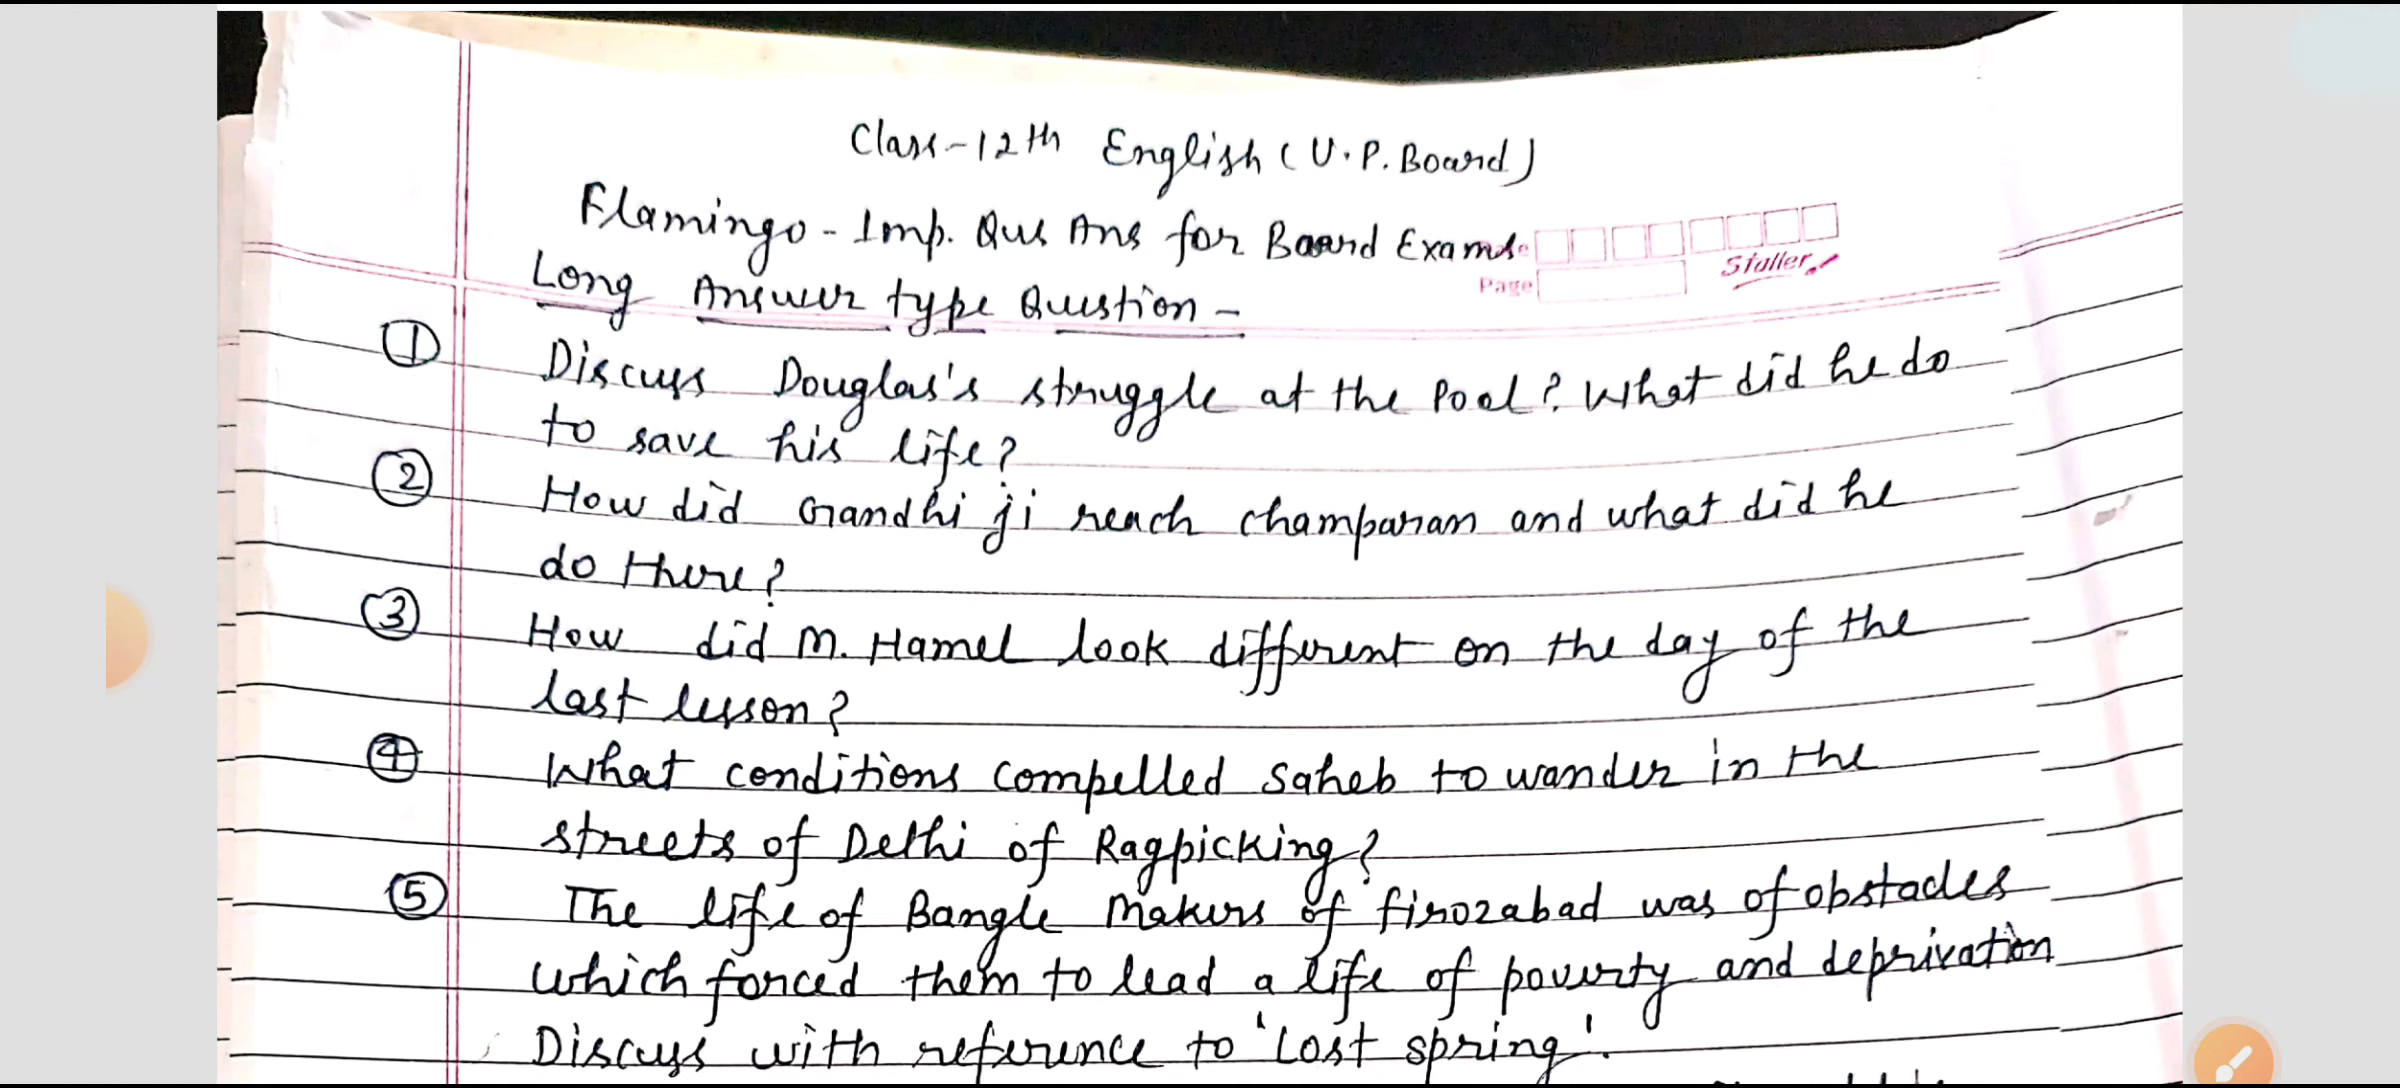 Class-12th English (U.P. Board)
Flamingo - Imp. Qus Ans for Board Exams
Page
Staller
Long Answer type Question -
① Discuss Douglas's struggle at the Pool? What did he do
to save his life?
② How did Gandhi ji reach champaran and what did he
do there?
③ How did M. Hamel look different on the day of the
last lesson?
④ What conditions compelled Saheb to wander in the
streets of Delhi of Ragpicking?
⑤ The life of Bangle Makers of firozabad was of obstacles
which forced them to lead a life of poverty and deprivation
Discuss with reference to 'Lost spring'.